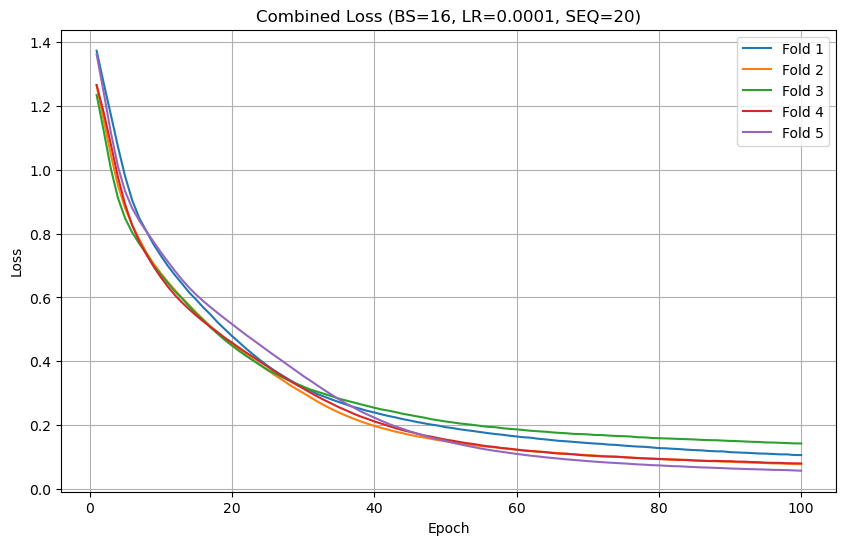 Combined Loss (BS=16, LR=0.0001, SEQ=20)
Fold 1
Fold 2
Fold 3
Fold 4
Fold 5
Loss
1.4
1.2
1.0
0.8
0.6
0.4
0.2
0.0
0 20 40 60 80 100
Epoch